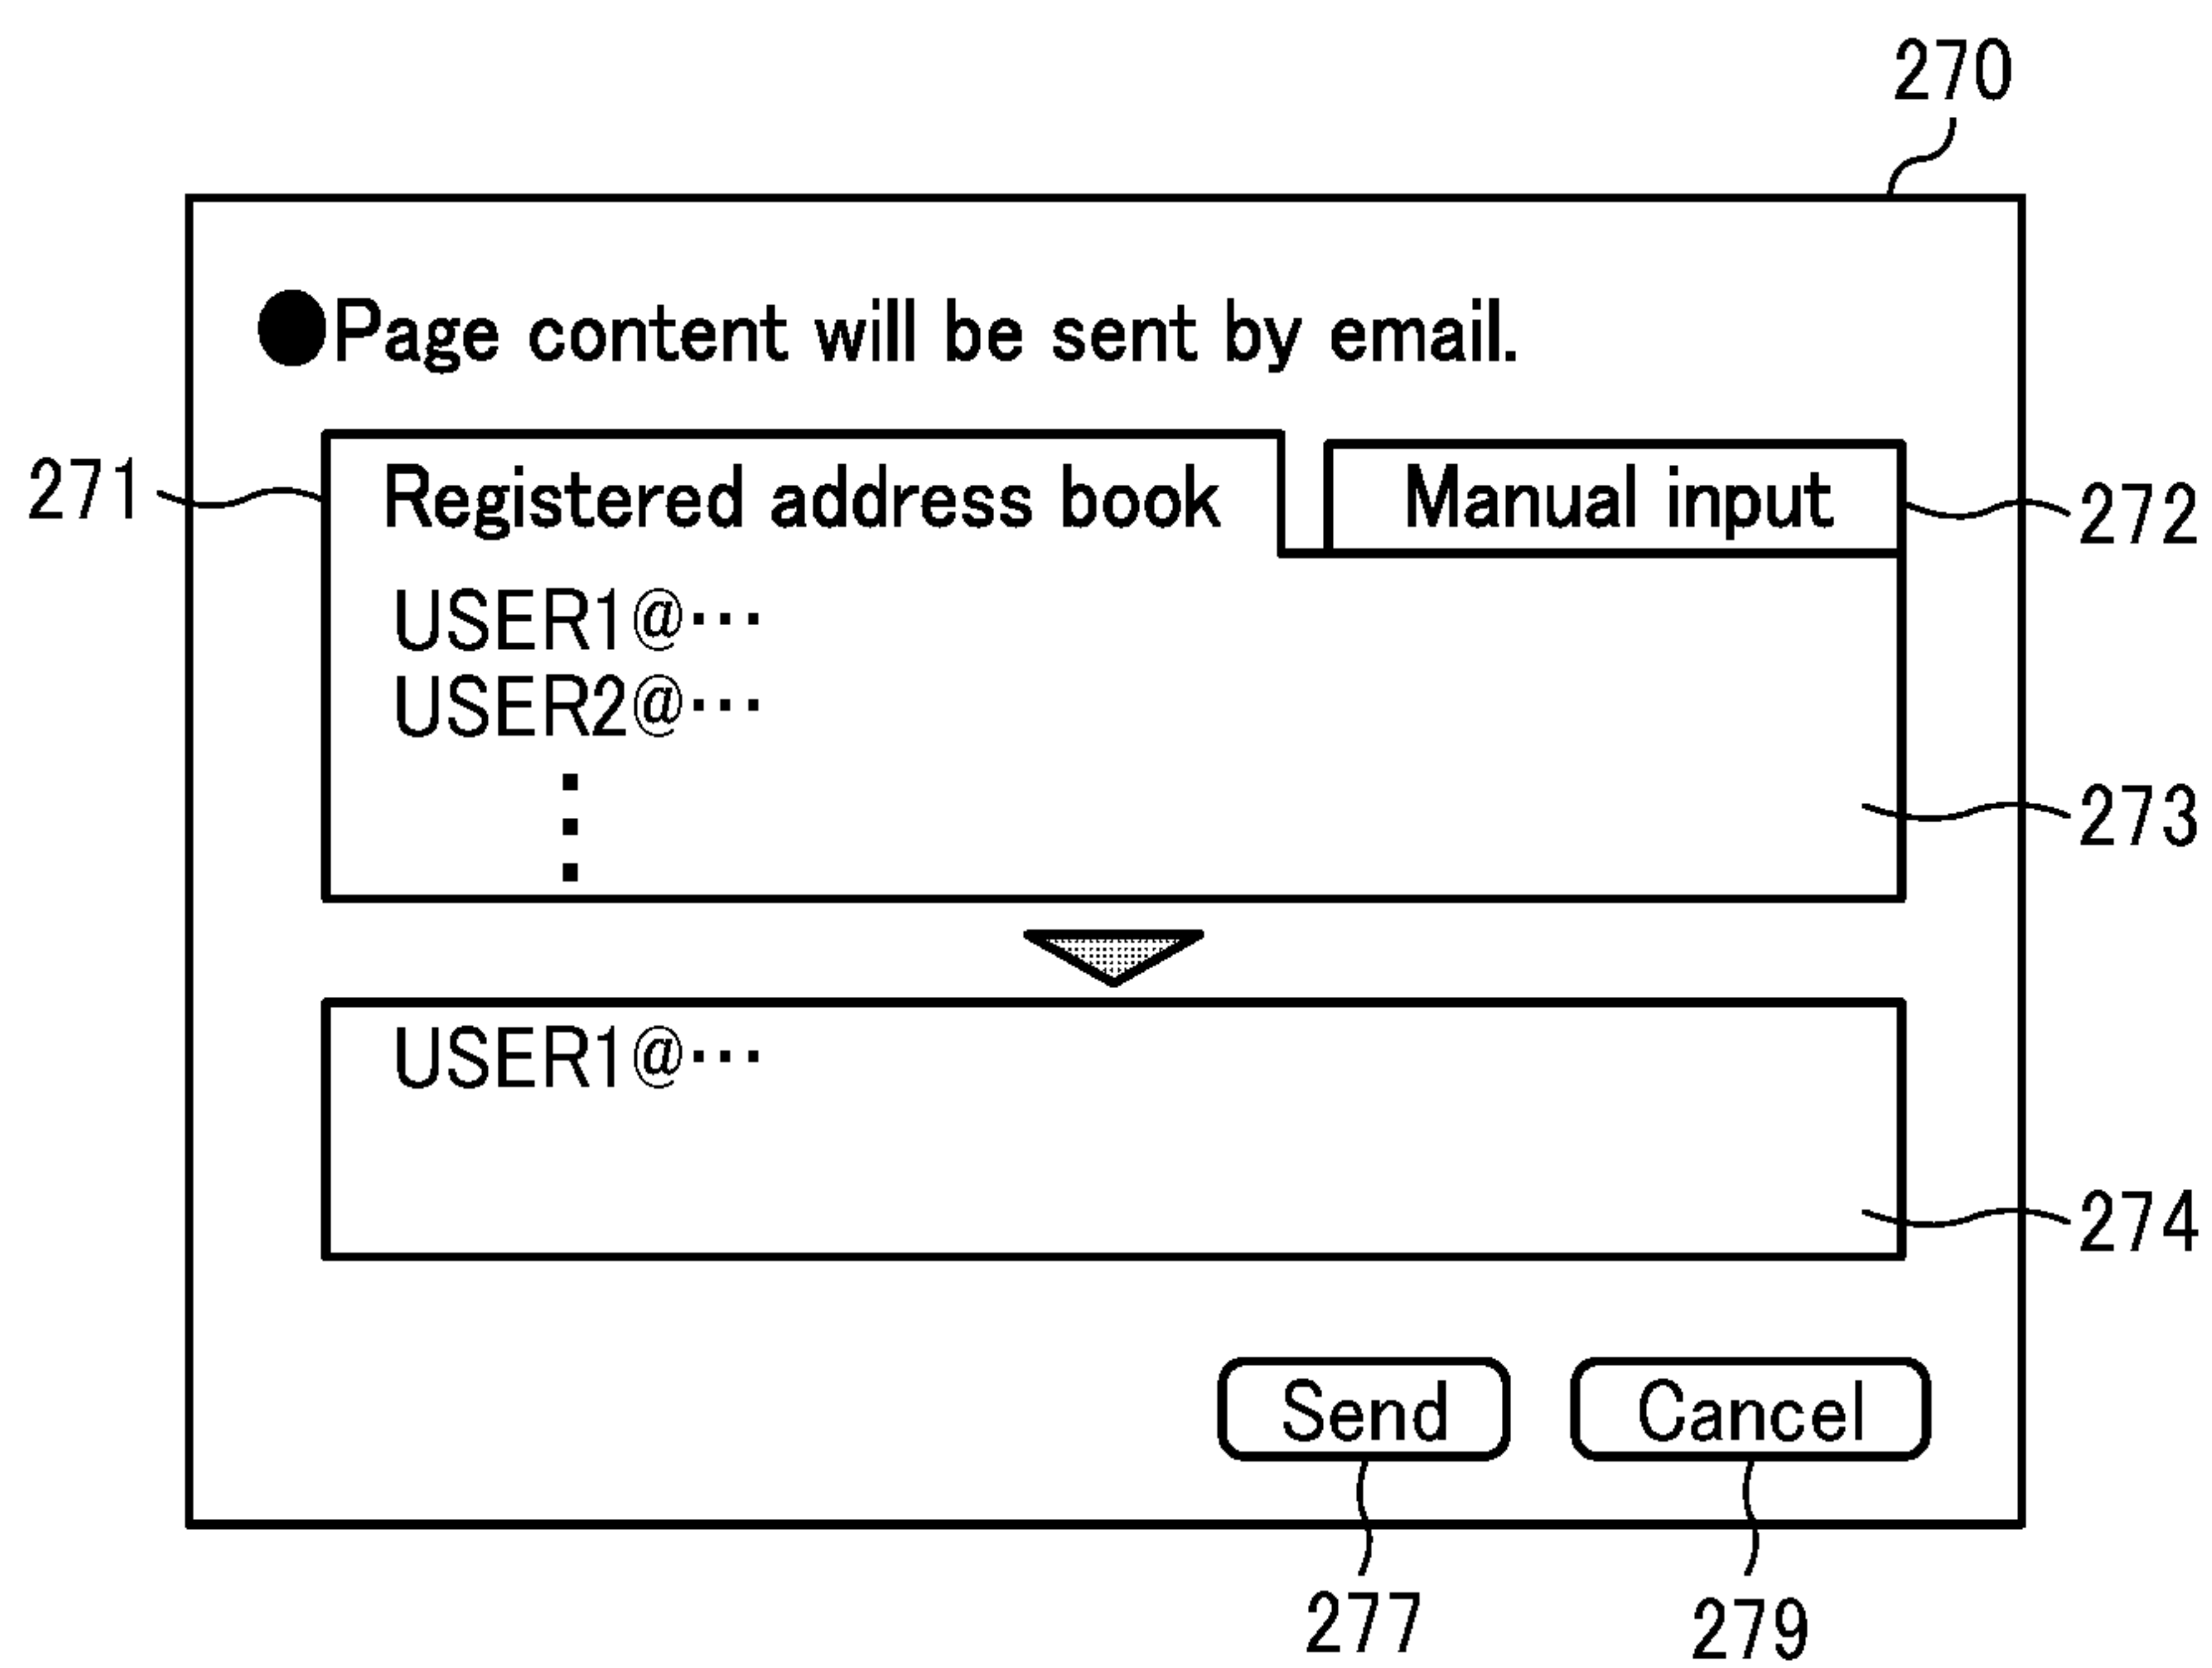 270
●Page content will be sent by email.
271
Registered address book
Manual input
272
USER1@···
USER2@···
273
USER1@···
274
Send
Cancel
277
279